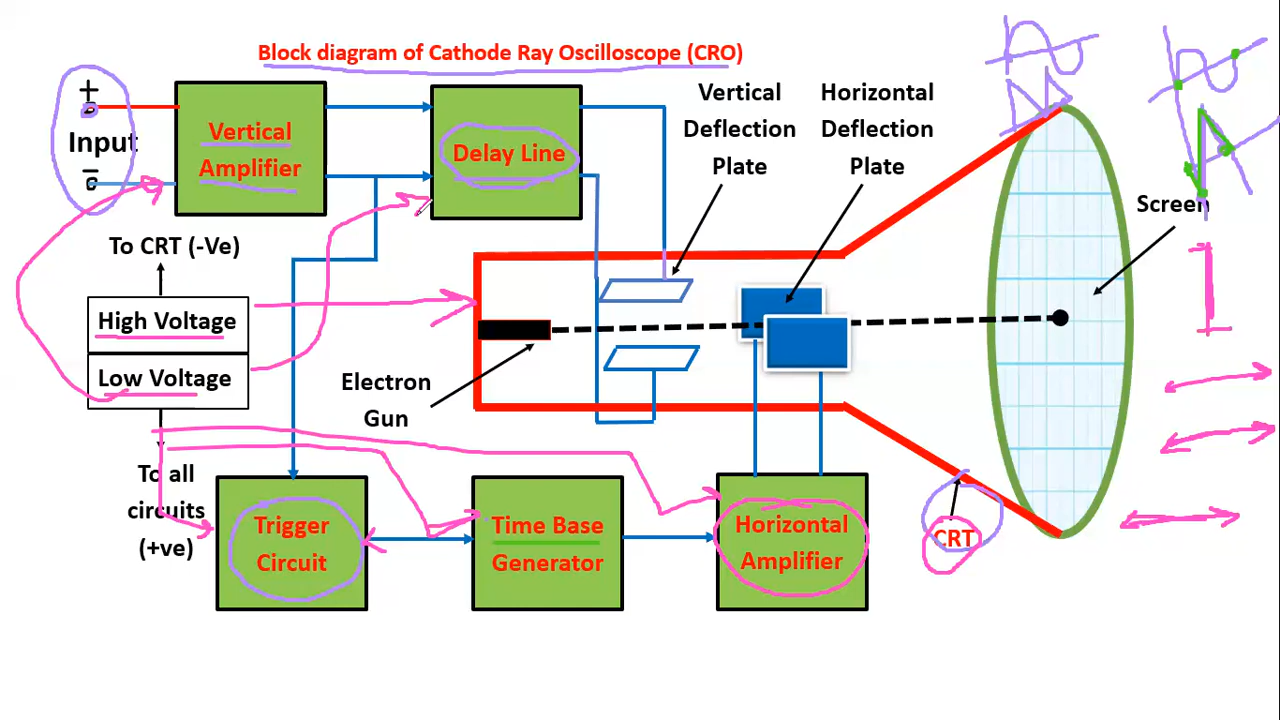 Block diagram of Cathode Ray Oscilloscope (CRO)
+
Input
−
Vertical
Amplifier
Delay Line
Vertical
Deflection
Plate
Horizontal
Deflection
Plate
Screen
To CRT (-Ve)
High Voltage
Low Voltage
Electron
Gun
To all
circuits
(+ve)
Trigger
Circuit
Time Base
Generator
Horizontal
Amplifier
CRT